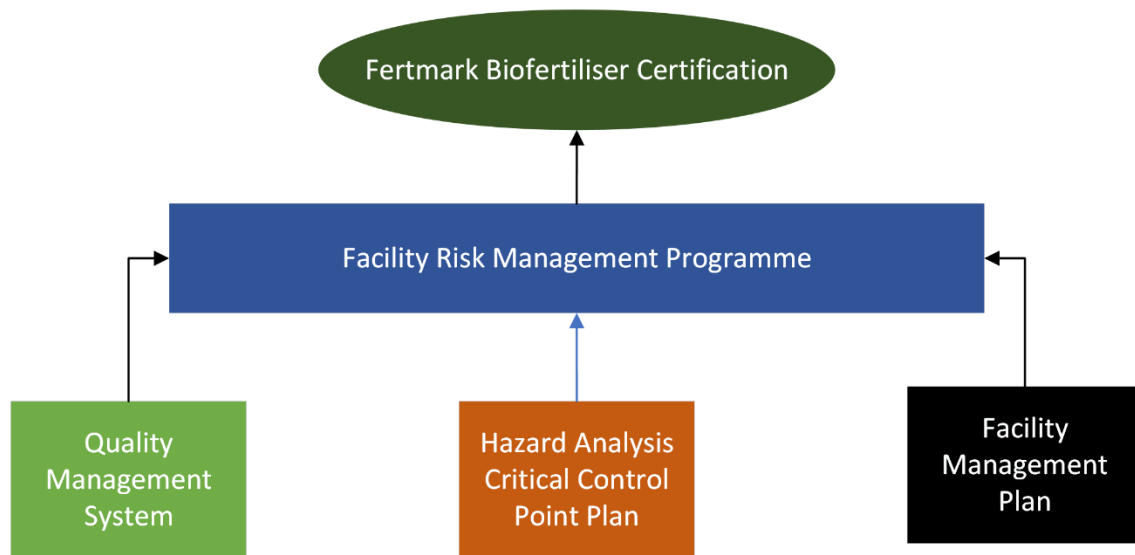 Fertmark Biofertiliser Certification
Facility Risk Management Programme
Quality
Management
System
Hazard Analysis
Critical Control
Point Plan
Facility
Management
Plan